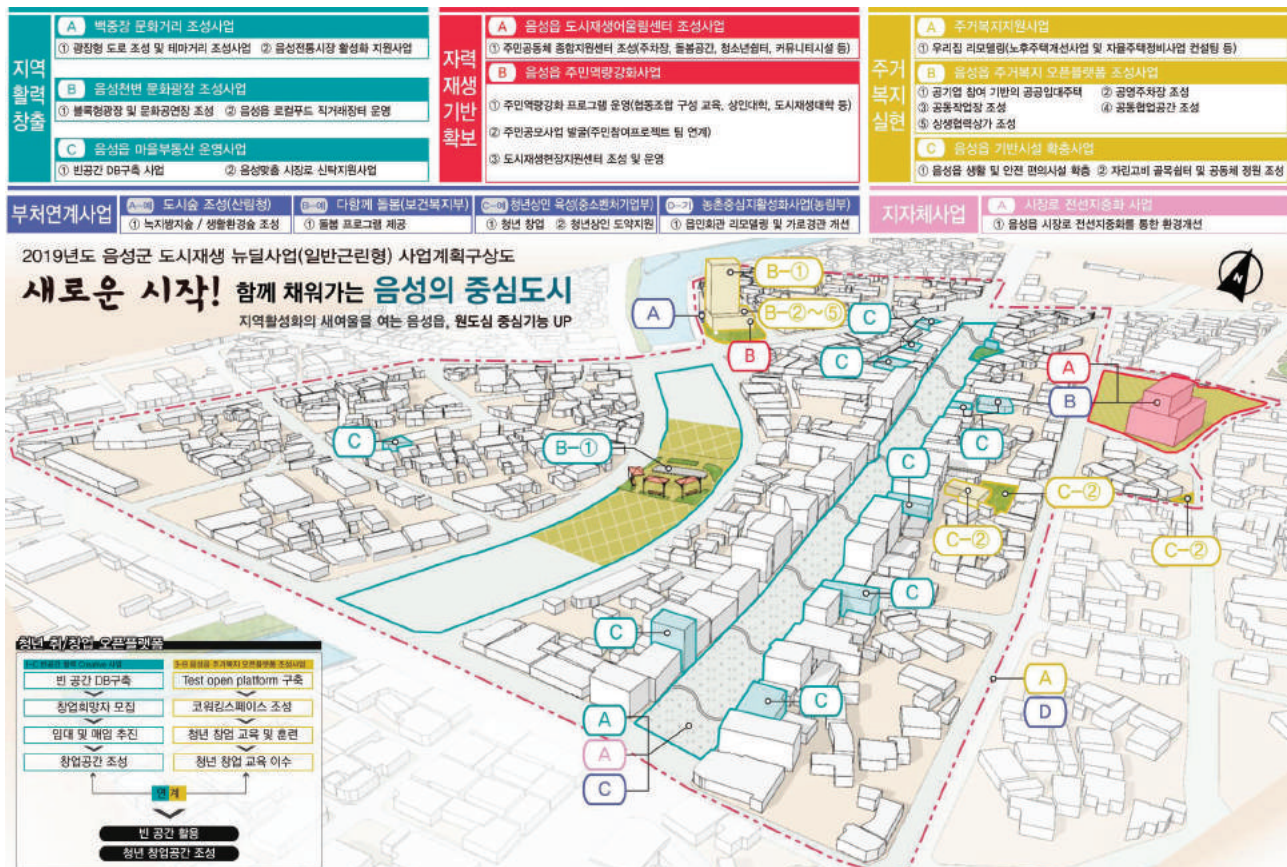 지역
활력
창출
A 백중장 문화거리 조성사업
① 광장형 도로 조성 및 테마거리 조성사업 ② 음성전통시장 활성화 지원사업
B 음성천변 문화광장 조성사업
① 블록형광장 및 문화공연장 조성 ② 음성읍 로컬푸드 직거래장터 운영
C 음성읍 마을부동산 운영사업
① 빈공간 DB구축 사업 ② 음성맞춤 시장로 신탁지원사업
자력
재생
기반
확보
A 음성읍 도시재생어울림센터 조성사업
① 주민공동체 종합지원센터 조성(주차장, 돌봄공간, 청소년쉼터, 커뮤니티시설 등)
B 음성읍 주민역량강화사업
① 주민역량강화 프로그램 운영(협동조합 구성 교육, 상인대학, 도시재생대학 등)
② 주민공모사업 발굴(주민참여프로젝트 팀 연계)
③ 도시재생현장지원센터 조성 및 운영
주거
복지
실현
A 주거복지지원사업
① 우리집 리모델링(노후주택개선사업 및 자율주택정비사업 컨설팅 등)
B 음성읍 주거복지 오픈플랫폼 조성사업
① 공기업 참여 기반의 공공임대주택 ② 공영주차장 조성
③ 공동작업장 조성 ④ 공동협업공간 조성
⑤ 상생협력상가 조성
C 음성읍 기반시설 확충사업
① 음성읍 생활 및 안전 편의시설 확충 ② 자린고비 골목쉼터 및 공동체 정원 조성
부처연계사업
A-예 도시숲 조성(산림청)
① 녹지쌈지숲 / 생활환경숲 조성
B-예 다함께 돌봄(보건복지부)
① 돌봄 프로그램 제공
C-예 청년상인 육성(중소벤처기업부)
① 청년 창업 ② 청년상인 도약지원
D-기 농촌중심지활성화사업(농림부)
① 읍민회관 리모델링 및 가로경관 개선
지자체사업
A 시장로 전선지중화 사업
① 음성읍 시장로 전선지중화를 통한 환경개선
2019년도 음성군 도시재생 뉴딜사업(일반근린형) 사업계획구상도
새로운 시작! 함께 채워가는 음성의 중심도시
지역활성화의 새여울을 여는 음성읍, 원도심 중심기능 UP
N
B-①
A
B-②~⑤
C
B
C
A
B
C
C
B-①
C
C-②
C-②
C-②
C
C
C
A
A
C
A
D
청년 취/창업 오픈플랫폼
1-C 빈공간 활력 Creative 사업
빈 공간 DB구축
창업희망자 모집
임대 및 매입 추진
창업공간 조성
3-B 음성읍 주거복지 오픈플랫폼 조성사업
Test open platform 구축
코워킹스페이스 조성
청년 창업 교육 및 훈련
청년 창업 교육 이수
연계
빈 공간 활용
청년 창업공간 조성